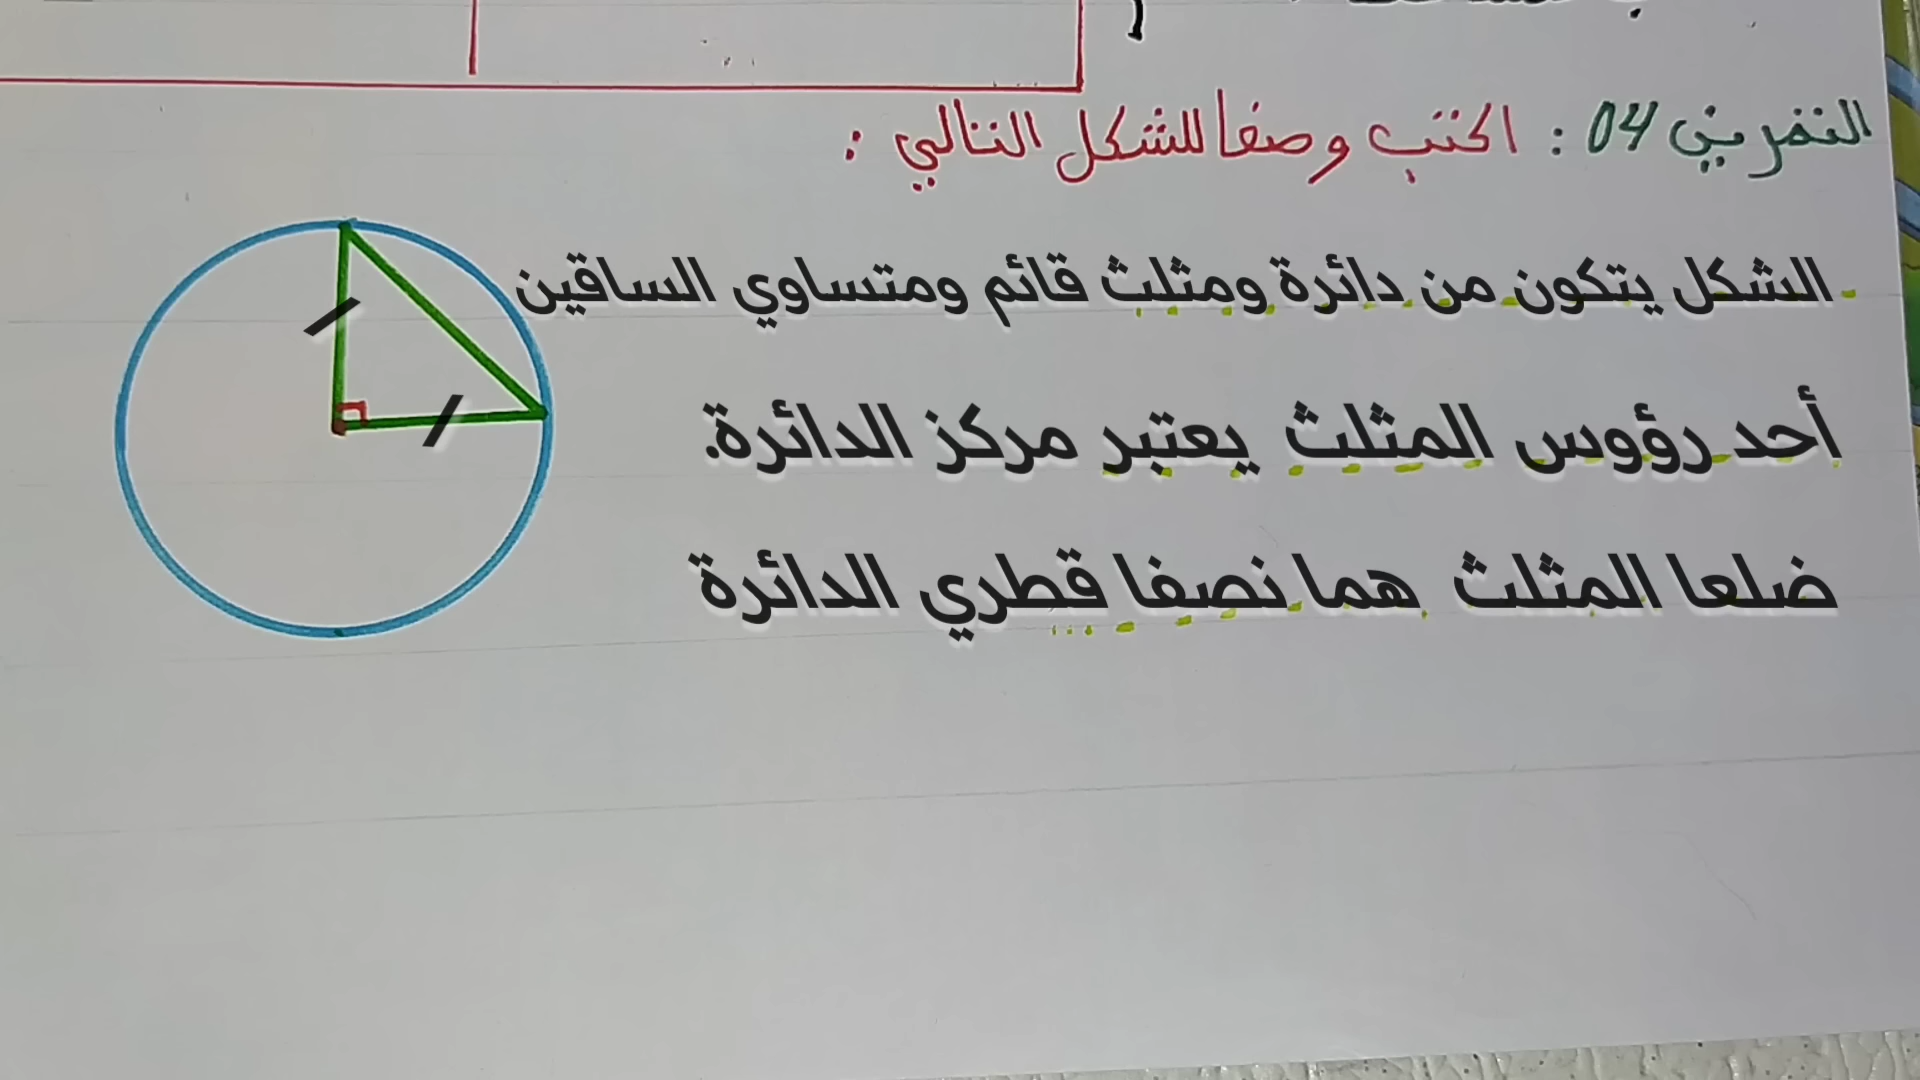 التمرين 04 : اكتب وصفا للشكل التالي :
- الشكل يتكون من دائرة ومثلث قائم ومتساوي الساقين
أحد رؤوس المثلث يعتبر مركز الدائرة.
ضلعا المثلث هما نصفا قطري الدائرة